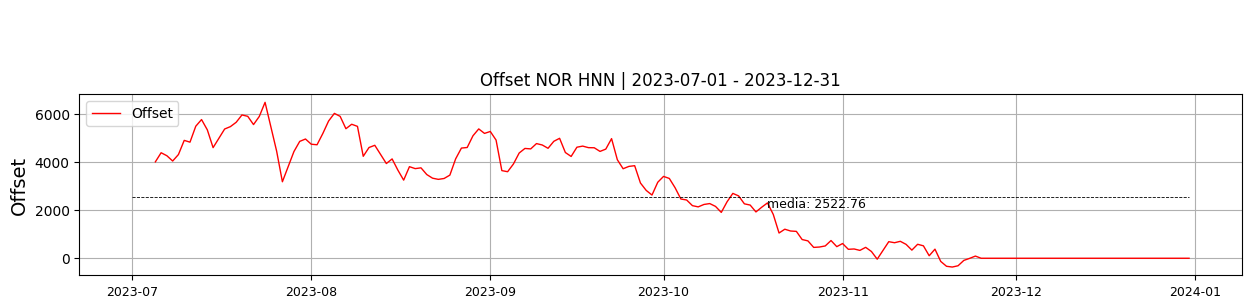 Offset NOR HNN | 2023-07-01 - 2023-12-31
Offset
Offset
6000
4000
2000
0
media: 2522.76
2023-07 2023-08 2023-09 2023-10 2023-11 2023-12 2024-01